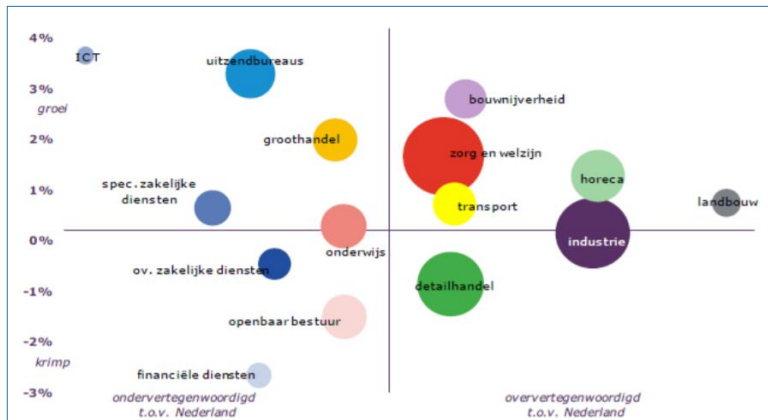 4%
ICT
uitzendbureaus
3%
groei
bouwnijverheid
2%
groothandel
zorg en welzijn
spec. zakelijke
diensten
1%
horeca
transport
landbouw
0%
onderwijs
industrie
ov. zakelijke diensten
-1%
detailhandel
openbaar bestuur
-2%
krimp
financiële diensten
-3%
ondervertegenwoordigd
t.o.v. Nederland
oververtegenwoordigd
t.o.v. Nederland